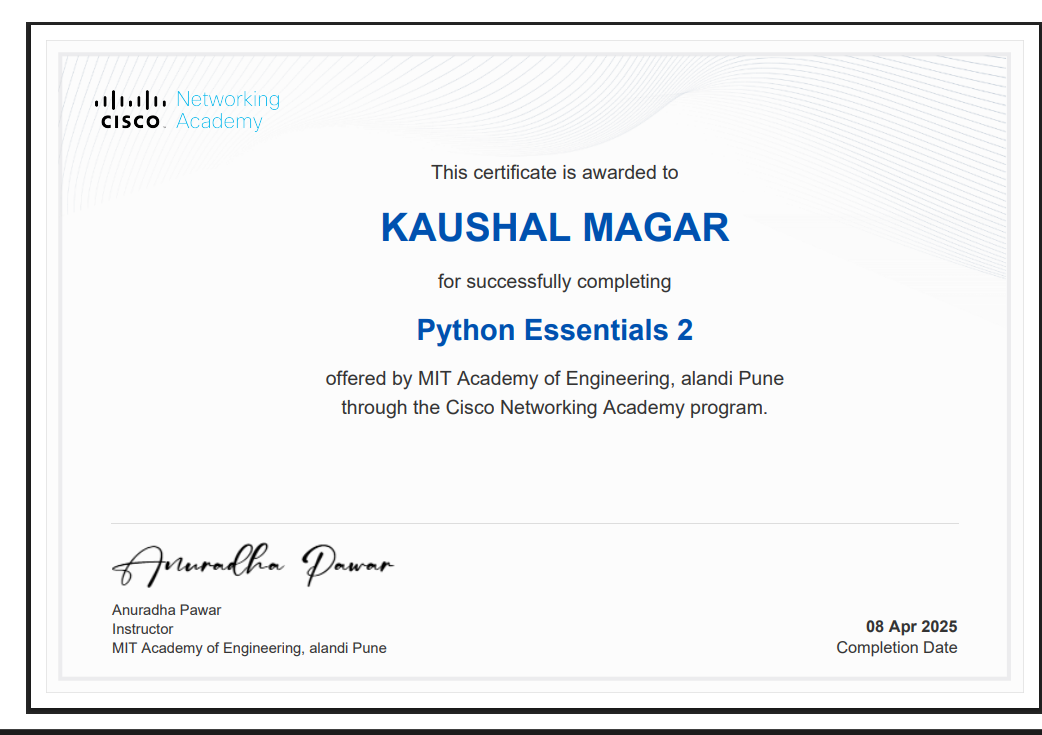 Networking
CISCO Academy
This certificate is awarded to
KAUSHAL MAGAR
for successfully completing
Python Essentials 2
offered by MIT Academy of Engineering, alandi Pune
through the Cisco Networking Academy program.
Anuradha Pawar
Anuradha Pawar
Instructor
MIT Academy of Engineering, alandi Pune
08 Apr 2025
Completion Date